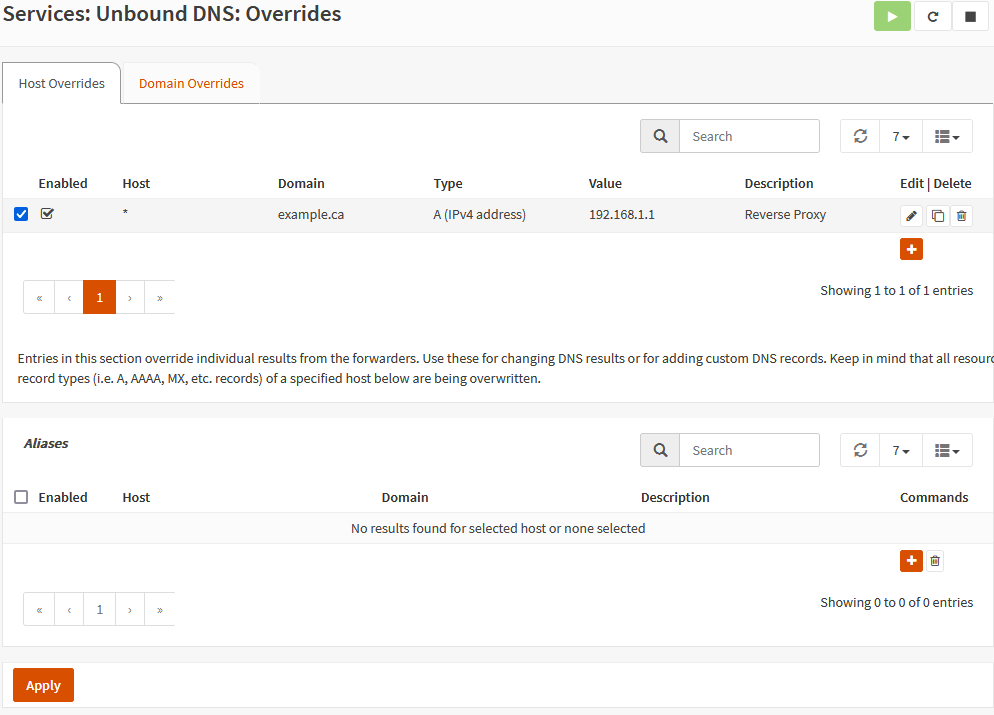 Services: Unbound DNS: Overrides
Host Overrides Domain Overrides
Search 7
Enabled Host Domain Type Value Description Edit | Delete
* example.ca A (IPv4 address) 192.168.1.1 Reverse Proxy
« ‹ 1 › »
Showing 1 to 1 of 1 entries
Entries in this section override individual results from the forwarders. Use these for changing DNS results or for adding custom DNS records. Keep in mind that all
record types (i.e. A, AAAA, MX, etc. records) of a specified host below are being overwritten.
Aliases
Search 7
Enabled Host Domain Description Commands
No results found for selected host or none selected
« ‹ 1 › »
Showing 0 to 0 of 0 entries
Apply